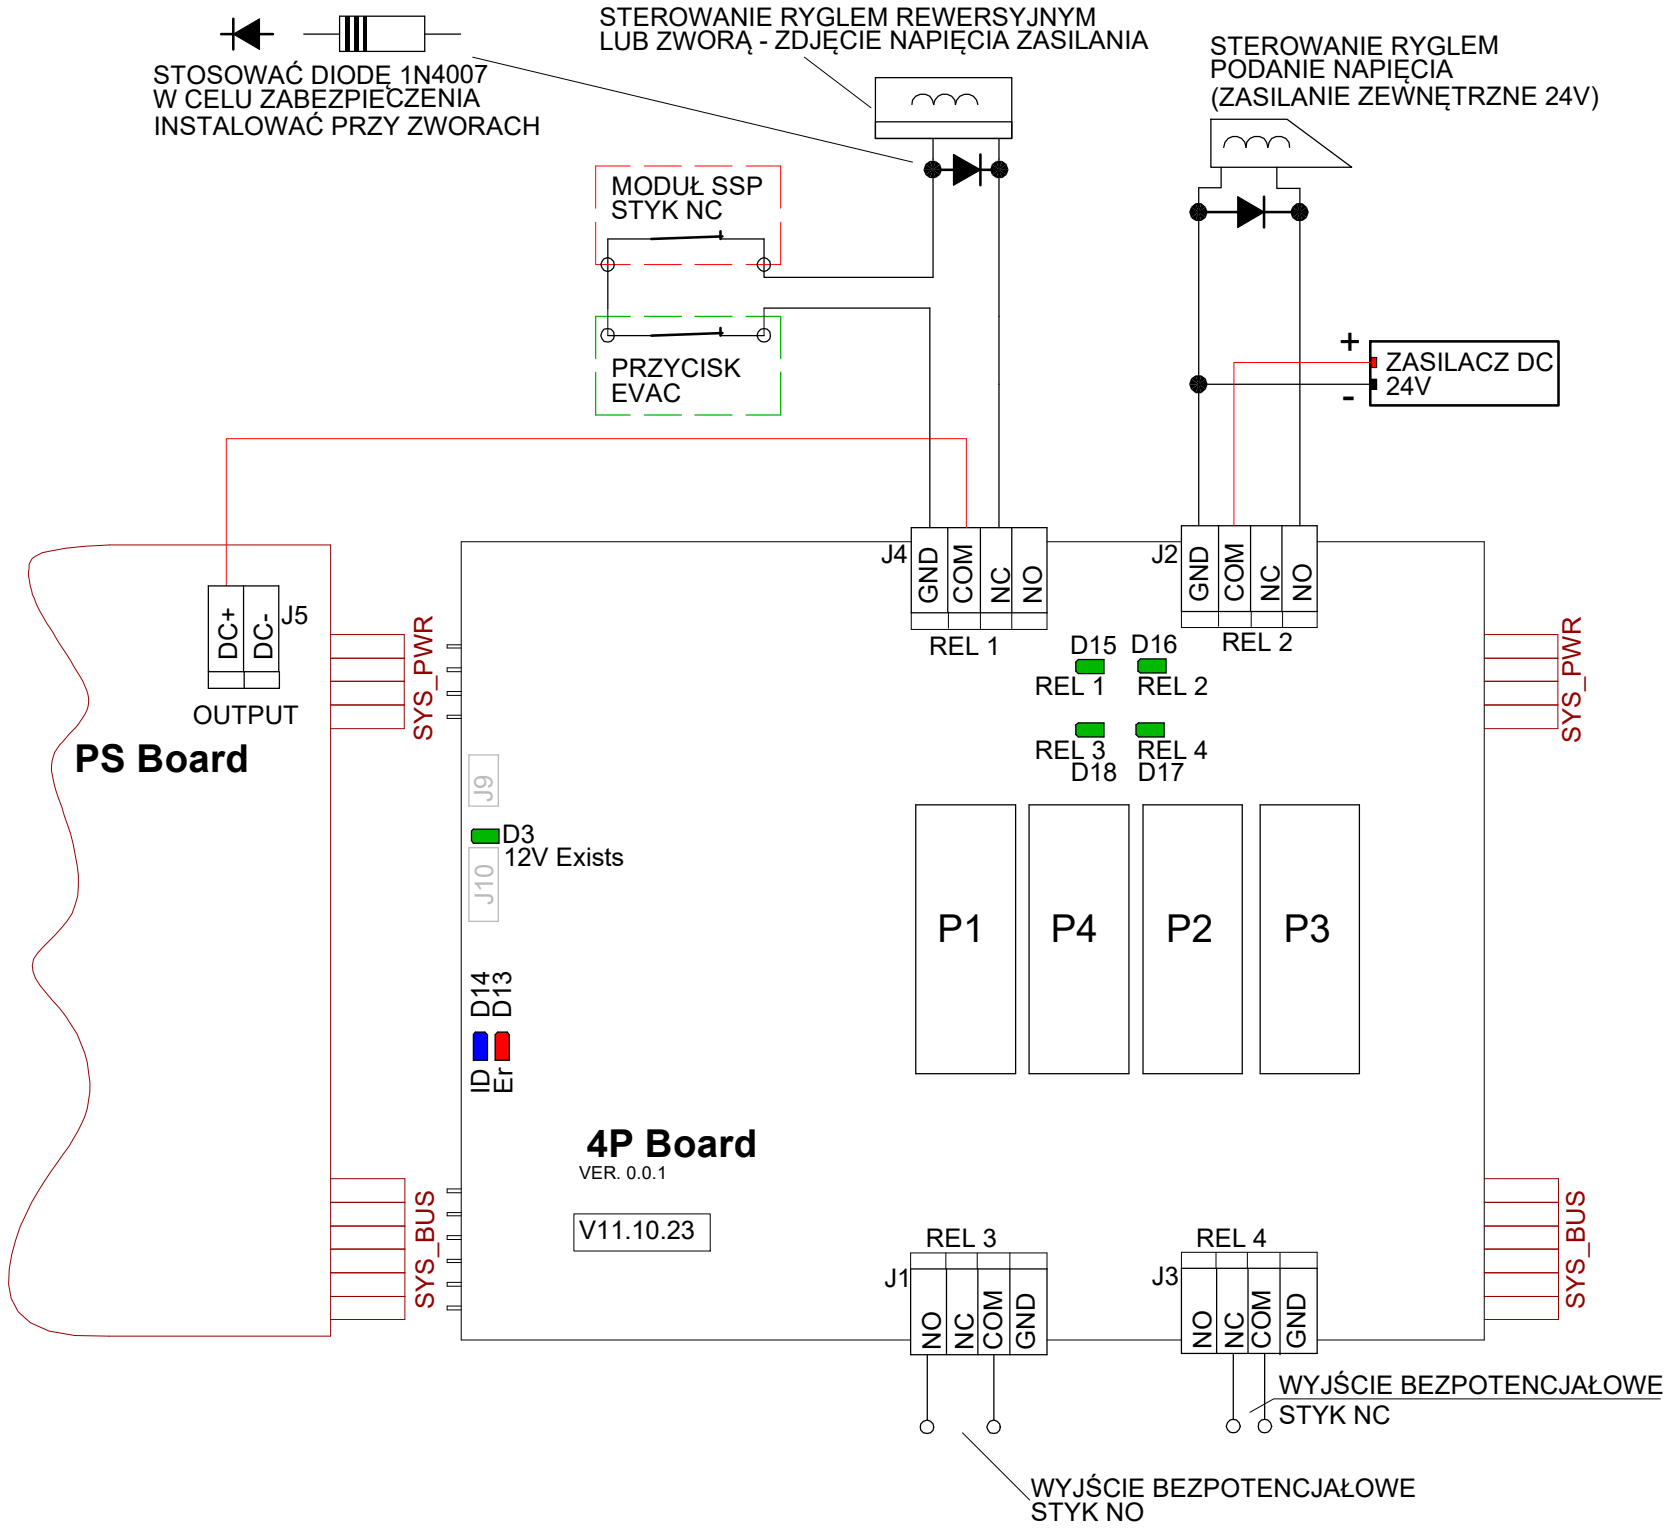 STOSOWAĆ DIODĘ 1N4007
W CELU ZABEZPIECZENIA
INSTALOWAĆ PRZY ZWORACH
STEROWANIE RYGLEM REWERSYJNYM
LUB ZWORĄ - ZDJĘCIE NAPIĘCIA ZASILANIA
STEROWANIE RYGLEM
PODANIE NAPIĘCIA
(ZASILANIE ZEWNĘTRZNE 24V)
MODUŁ SSP
STYK NC
PRZYCISK
EVAC
+
ZASILACZ DC
24V
-
J4
GND
COM
NC
NO
REL 1
J2
GND
COM
NC
NO
REL 2
DC+
DC-
J5
OUTPUT
PS Board
SYS_PWR
SYS_PWR
D15
REL 1
D16
REL 2
REL 3
D18
REL 4
D17
J9
D3
12V Exists
J10
P1
P4
P2
P3
D14
D13
ID
Er
4P Board
VER. 0.0.1
V11.10.23
SYS_BUS
SYS_BUS
REL 3
J1
NO
NC
COM
GND
REL 4
J3
NO
NC
COM
GND
WYJŚCIE BEZPOTENCJAŁOWE
STYK NC
WYJŚCIE BEZPOTENCJAŁOWE
STYK NO